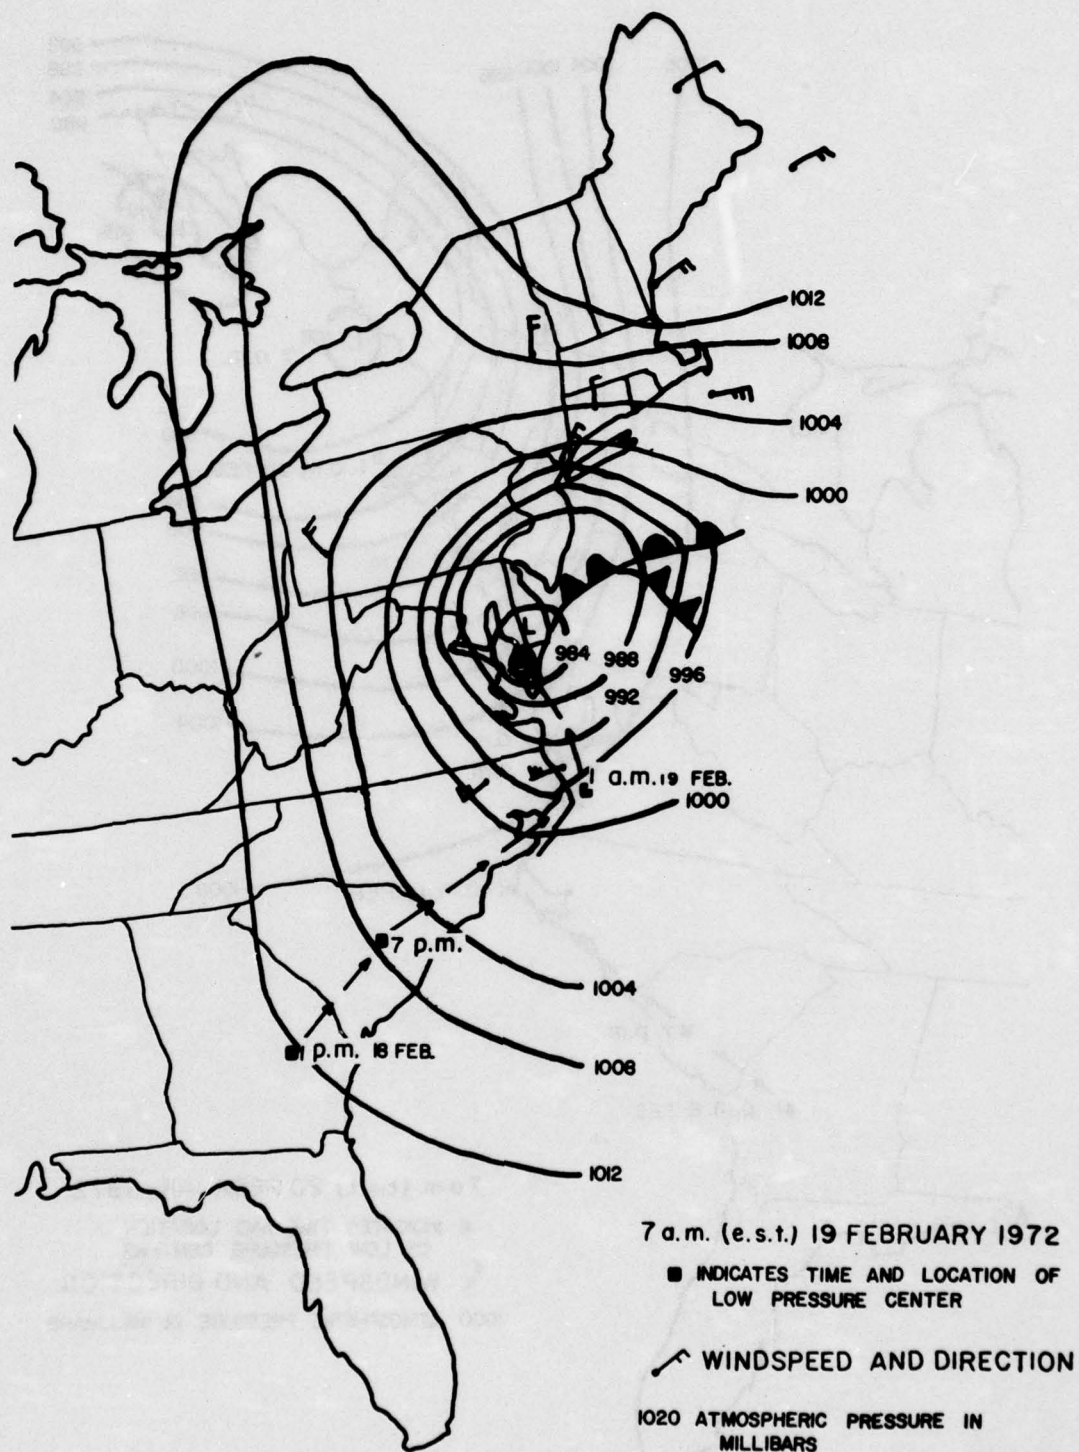 1012
1008
1004
1000
L
984
988
996
992
1 a.m. 19 FEB.
1000
7 p.m.
1004
1 p.m. 18 FEB.
1008
1012
7 a.m. (e.s.t.) 19 FEBRUARY 1972
INDICATES TIME AND LOCATION OF
LOW PRESSURE CENTER
WINDSPEED AND DIRECTION
1020 ATMOSPHERIC PRESSURE IN
MILLIBARS